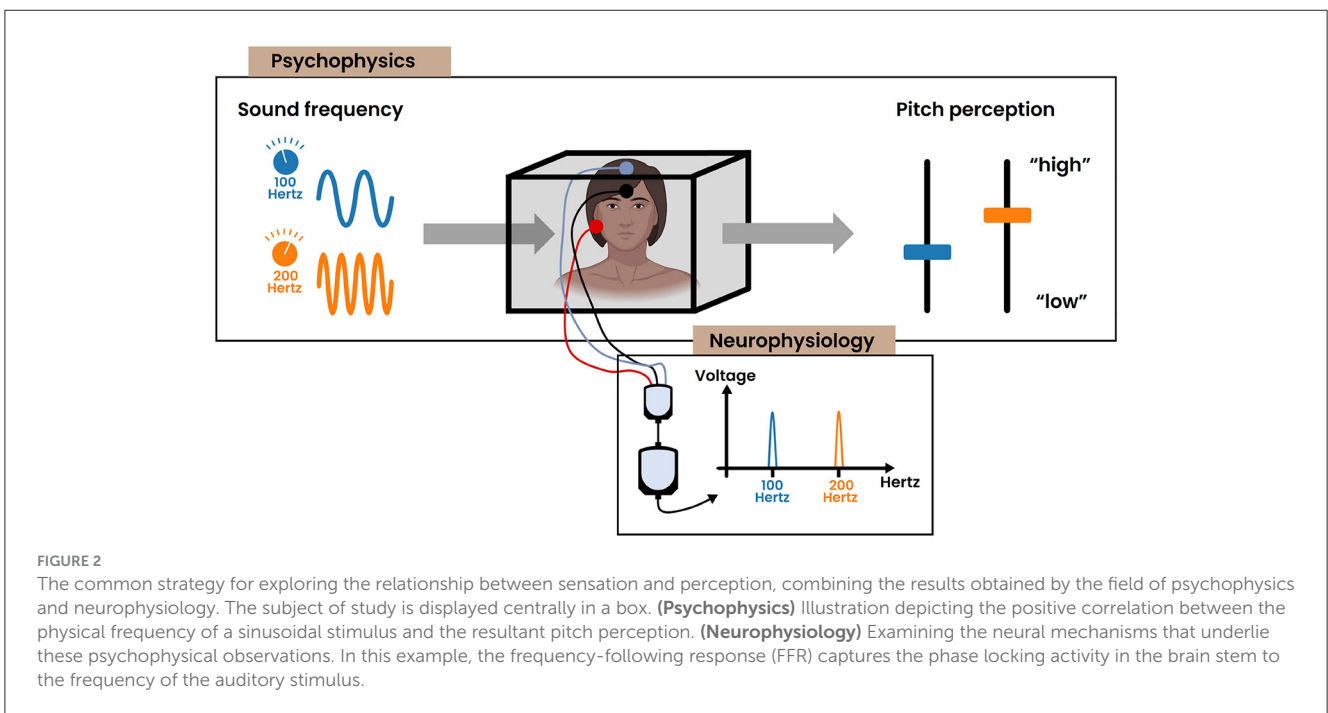 Psychophysics
Sound frequency
100
Hertz
200
Hertz
Pitch perception
"high"
"low"
Neurophysiology
Voltage
100
Hertz
200
Hertz
Hertz
FIGURE 2
The common strategy for exploring the relationship between sensation and perception, combining the results obtained by the field of psychophysics
and neurophysiology. The subject of study is displayed centrally in a box. (Psychophysics) Illustration depicting the positive correlation between the
physical frequency of a sinusoidal stimulus and the resultant pitch perception. (Neurophysiology) Examining the neural mechanisms that underlie
these psychophysical observations. In this example, the frequency-following response (FFR) captures the phase locking activity in the brain stem to
the frequency of the auditory stimulus.